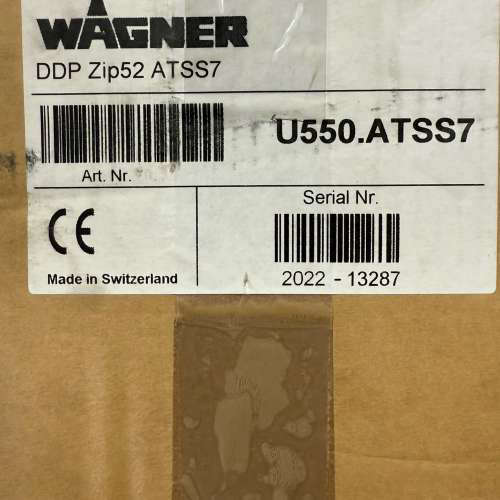 WAGNER
DDP Zip52 ATSS7
U550.ATSS7
Art. Nr.
Serial Nr.
CE
Made in Switzerland
2022 - 13287